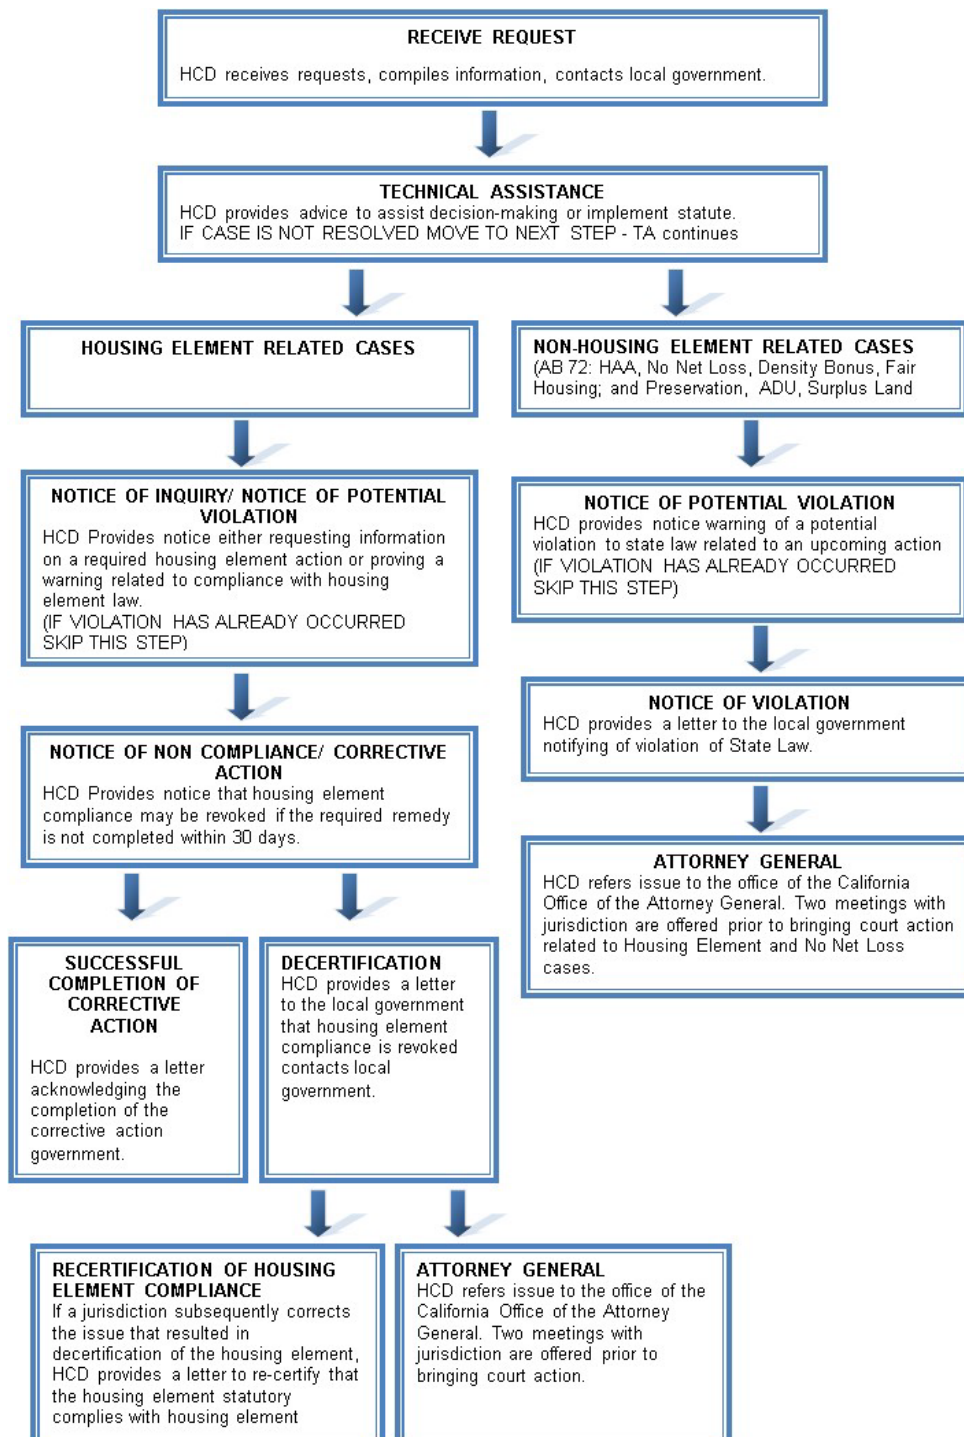 RECEIVE REQUEST
HCD receives requests, compiles information, contacts local government.
TECHNICAL ASSISTANCE
HCD provides advice to assist decision-making or implement statute.
IF CASE IS NOT RESOLVED MOVE TO NEXT STEP - TA continues
HOUSING ELEMENT RELATED CASES
NON-HOUSING ELEMENT RELATED CASES
(AB 72: HAA, No Net Loss, Density Bonus, Fair
Housing; and Preservation, ADU, Surplus Land
NOTICE OF INQUIRY/ NOTICE OF POTENTIAL
VIOLATION
HCD Provides notice either requesting information
on a required housing element action or proving a
warning related to compliance with housing
element law.
(IF VIOLATION HAS ALREADY OCCURRED
SKIP THIS STEP)
NOTICE OF POTENTIAL VIOLATION
HCD provides notice warning of a potential
violation to state law related to an upcoming action
(IF VIOLATION HAS ALREADY OCCURRED
SKIP THIS STEP)
NOTICE OF VIOLATION
HCD provides a letter to the local government
notifying of violation of State Law.
NOTICE OF NON COMPLIANCE/ CORRECTIVE
ACTION
HCD Provides notice that housing element
compliance may be revoked if the required remedy
is not completed within 30 days.
ATTORNEY GENERAL
HCD refers issue to the office of the California
Office of the Attorney General. Two meetings with
jurisdiction are offered prior to bringing court action
related to Housing Element and No Net Loss
cases.
SUCCESSFUL
COMPLETION OF
CORRECTIVE
ACTION
HCD provides a letter
acknowledging the
completion of the
corrective action
government.
DECERTIFICATION
HCD provides a letter
to the local government
that housing element
compliance is revoked
contacts local
government.
RECERTIFICATION OF HOUSING
ELEMENT COMPLIANCE
If a jurisdiction subsequently corrects
the issue that resulted in
decertification of the housing element,
HCD provides a letter to re-certify that
the housing element statutory
complies with housing element
ATTORNEY GENERAL
HCD refers issue to the office of the
California Office of the Attorney
General. Two meetings with
jurisdiction are offered prior to
bringing court action.